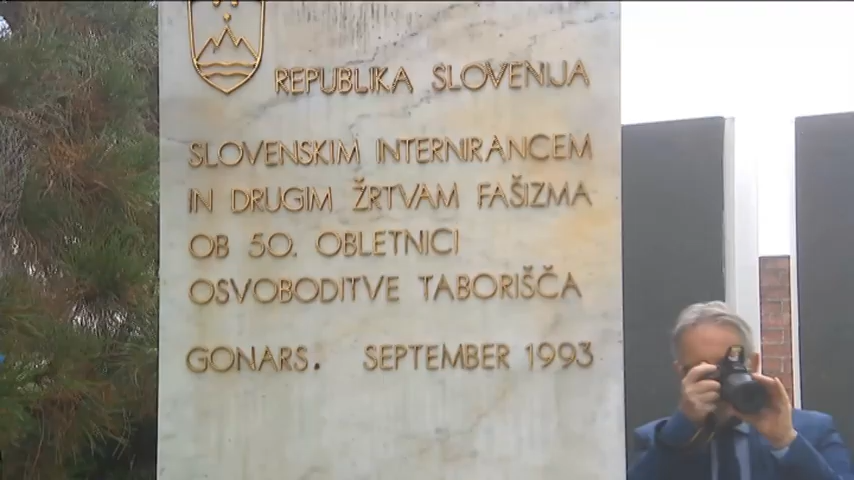 REPUBLIKA SLOVENIJA
SLOVENSKIM INTERNIRANCEM
IN DRUGIM ŽRTVAM FAŠIZMA
OB 50. OBLETNICI
OSVOBODITVE TABORIŠČA
GONARS. SEPTEMBER 1993